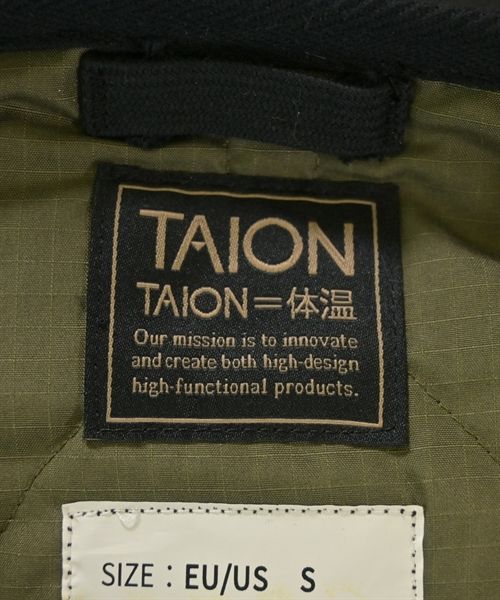 TAION
TAION=体温
Our mission is to innovate
and create both high-design
high-functional products.
SIZE : EU/US S